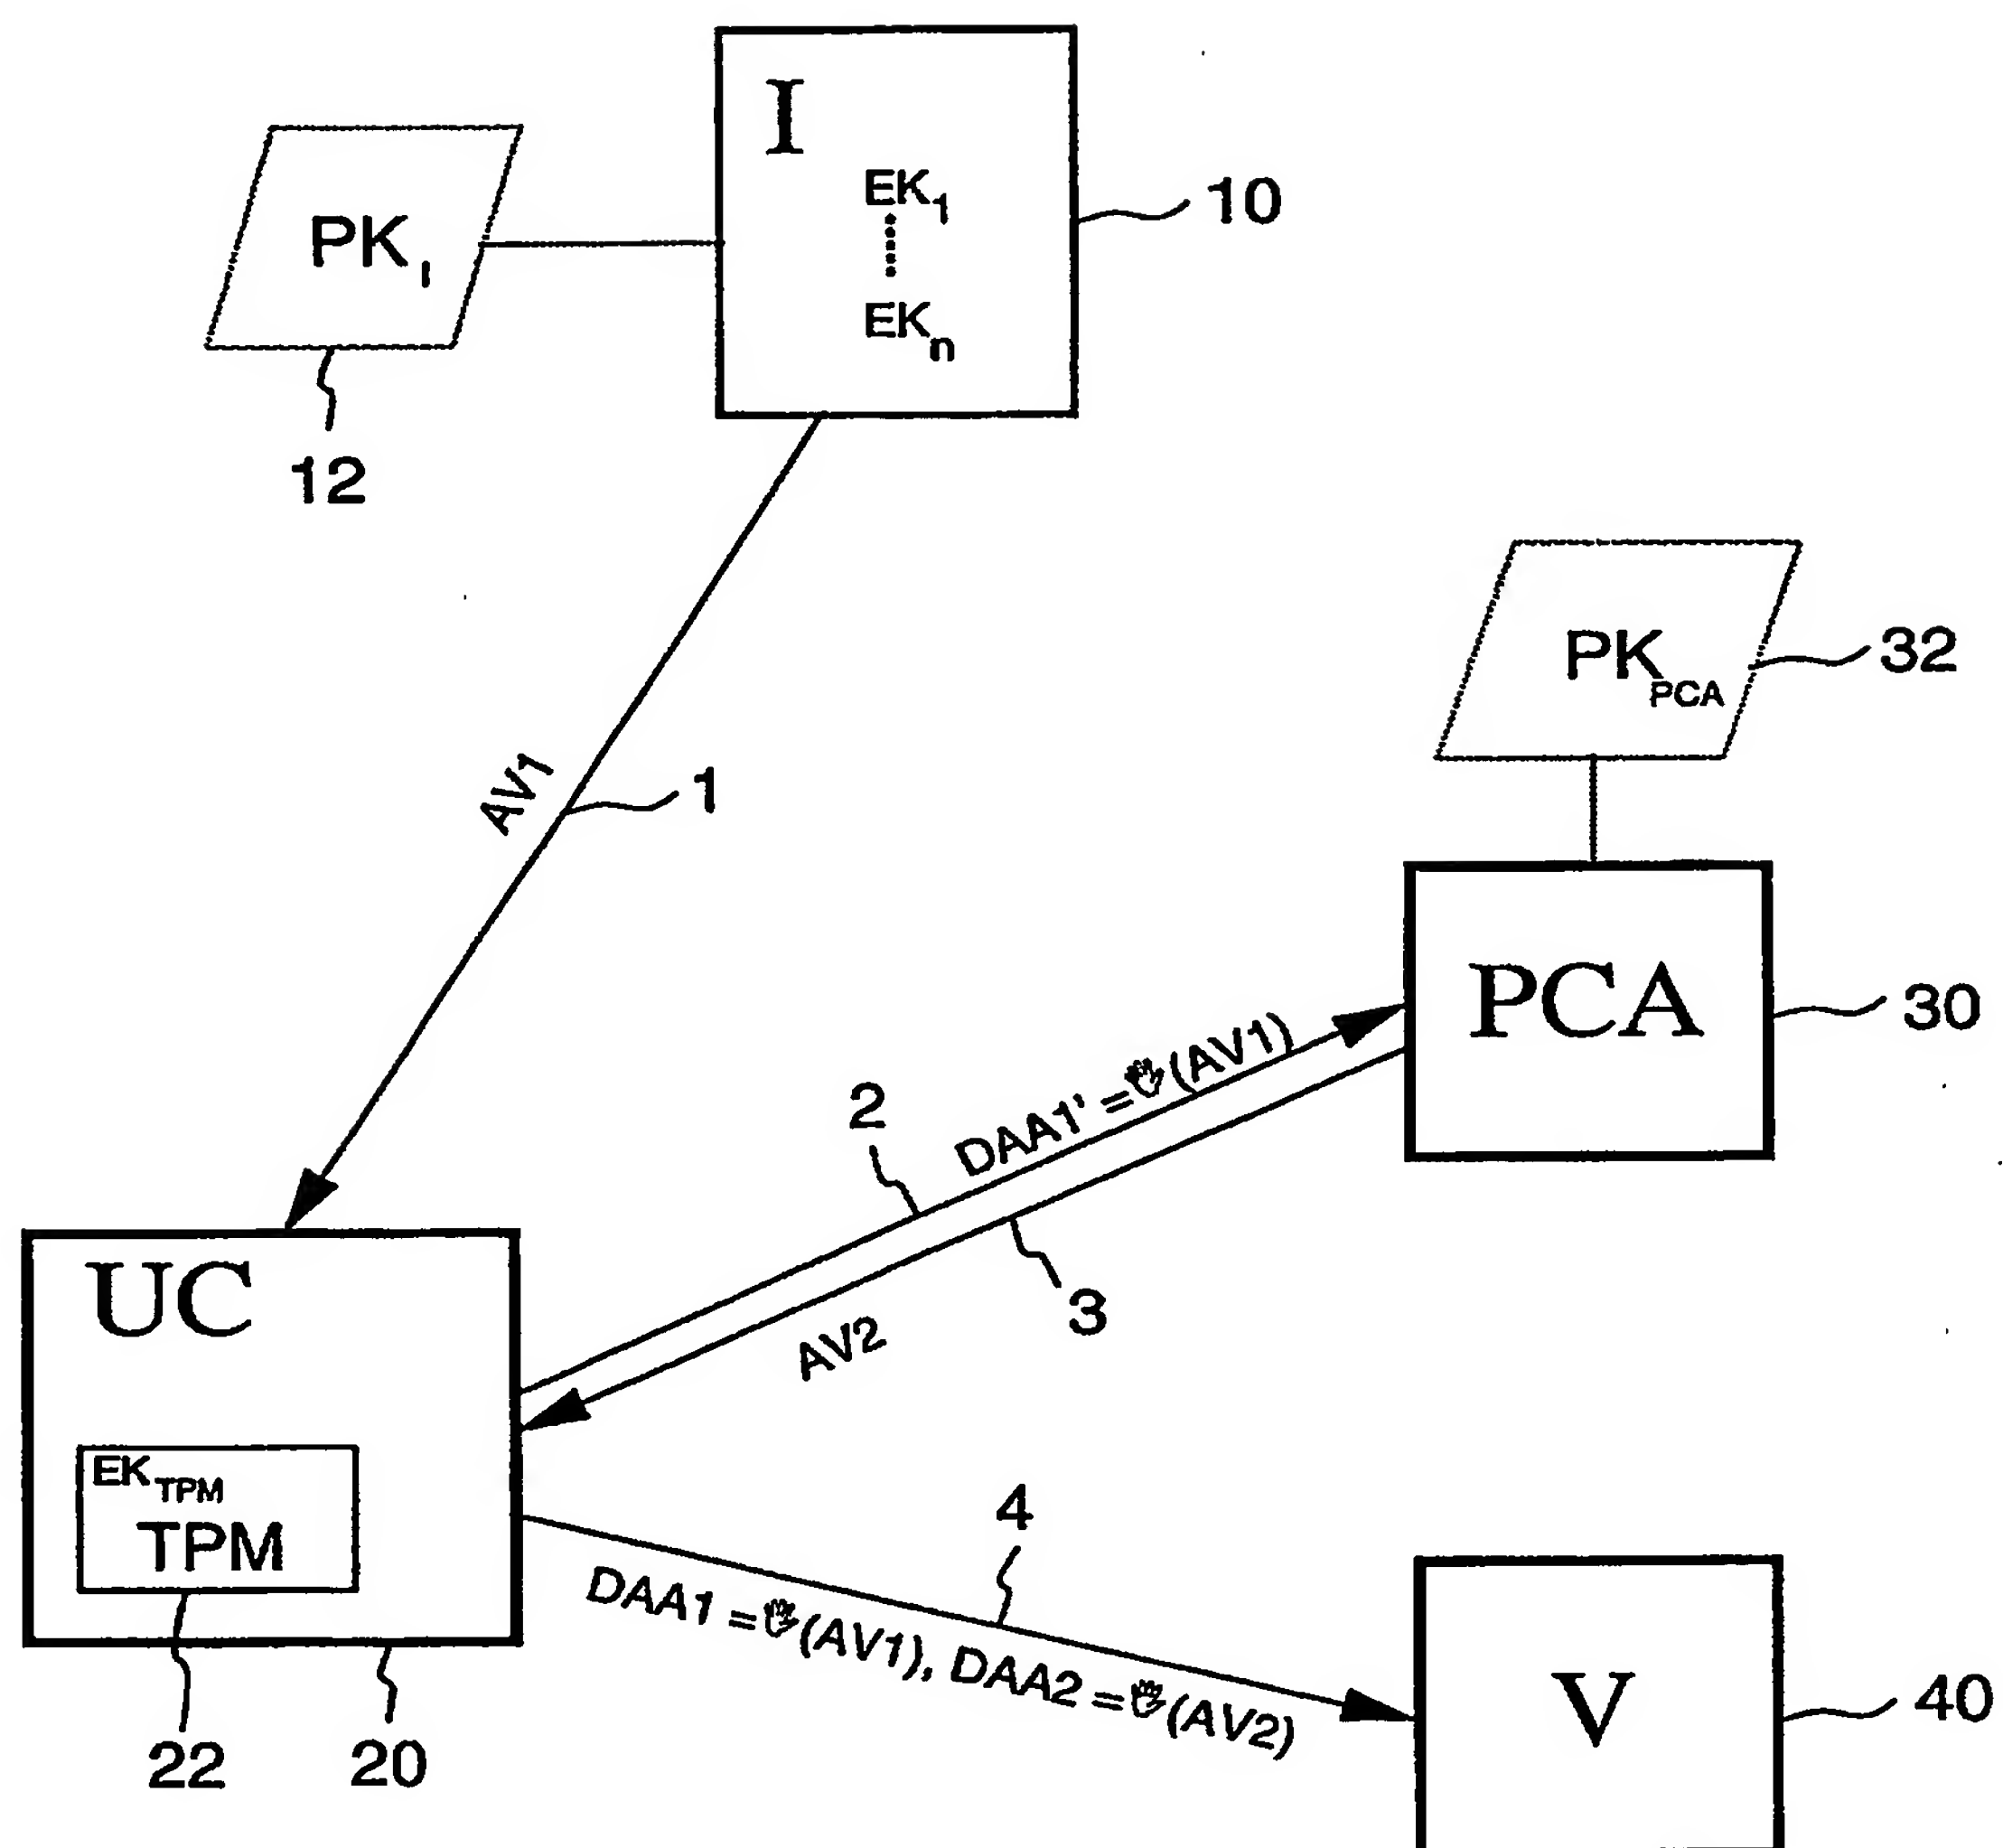 I
EK1
EKn
10
PKI
12
AV1
1
PKPCA
32
PCA
30
DAA1' = (AV1)
2
3
AV2
UC
EKTPM
TPM
22
20
4
DAA1 = (AV1), DAA2 = (AV2)
V
40